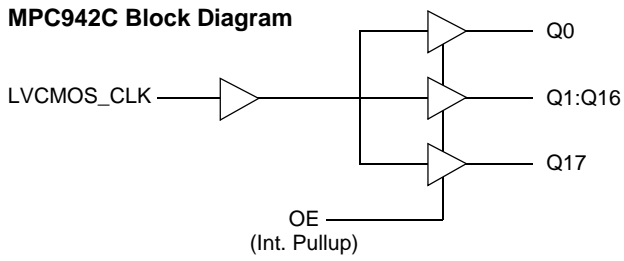 MPC942C Block Diagram
Q0
LVCMOS_CLK
Q1:Q16
Q17
OE
(Int. Pullup)